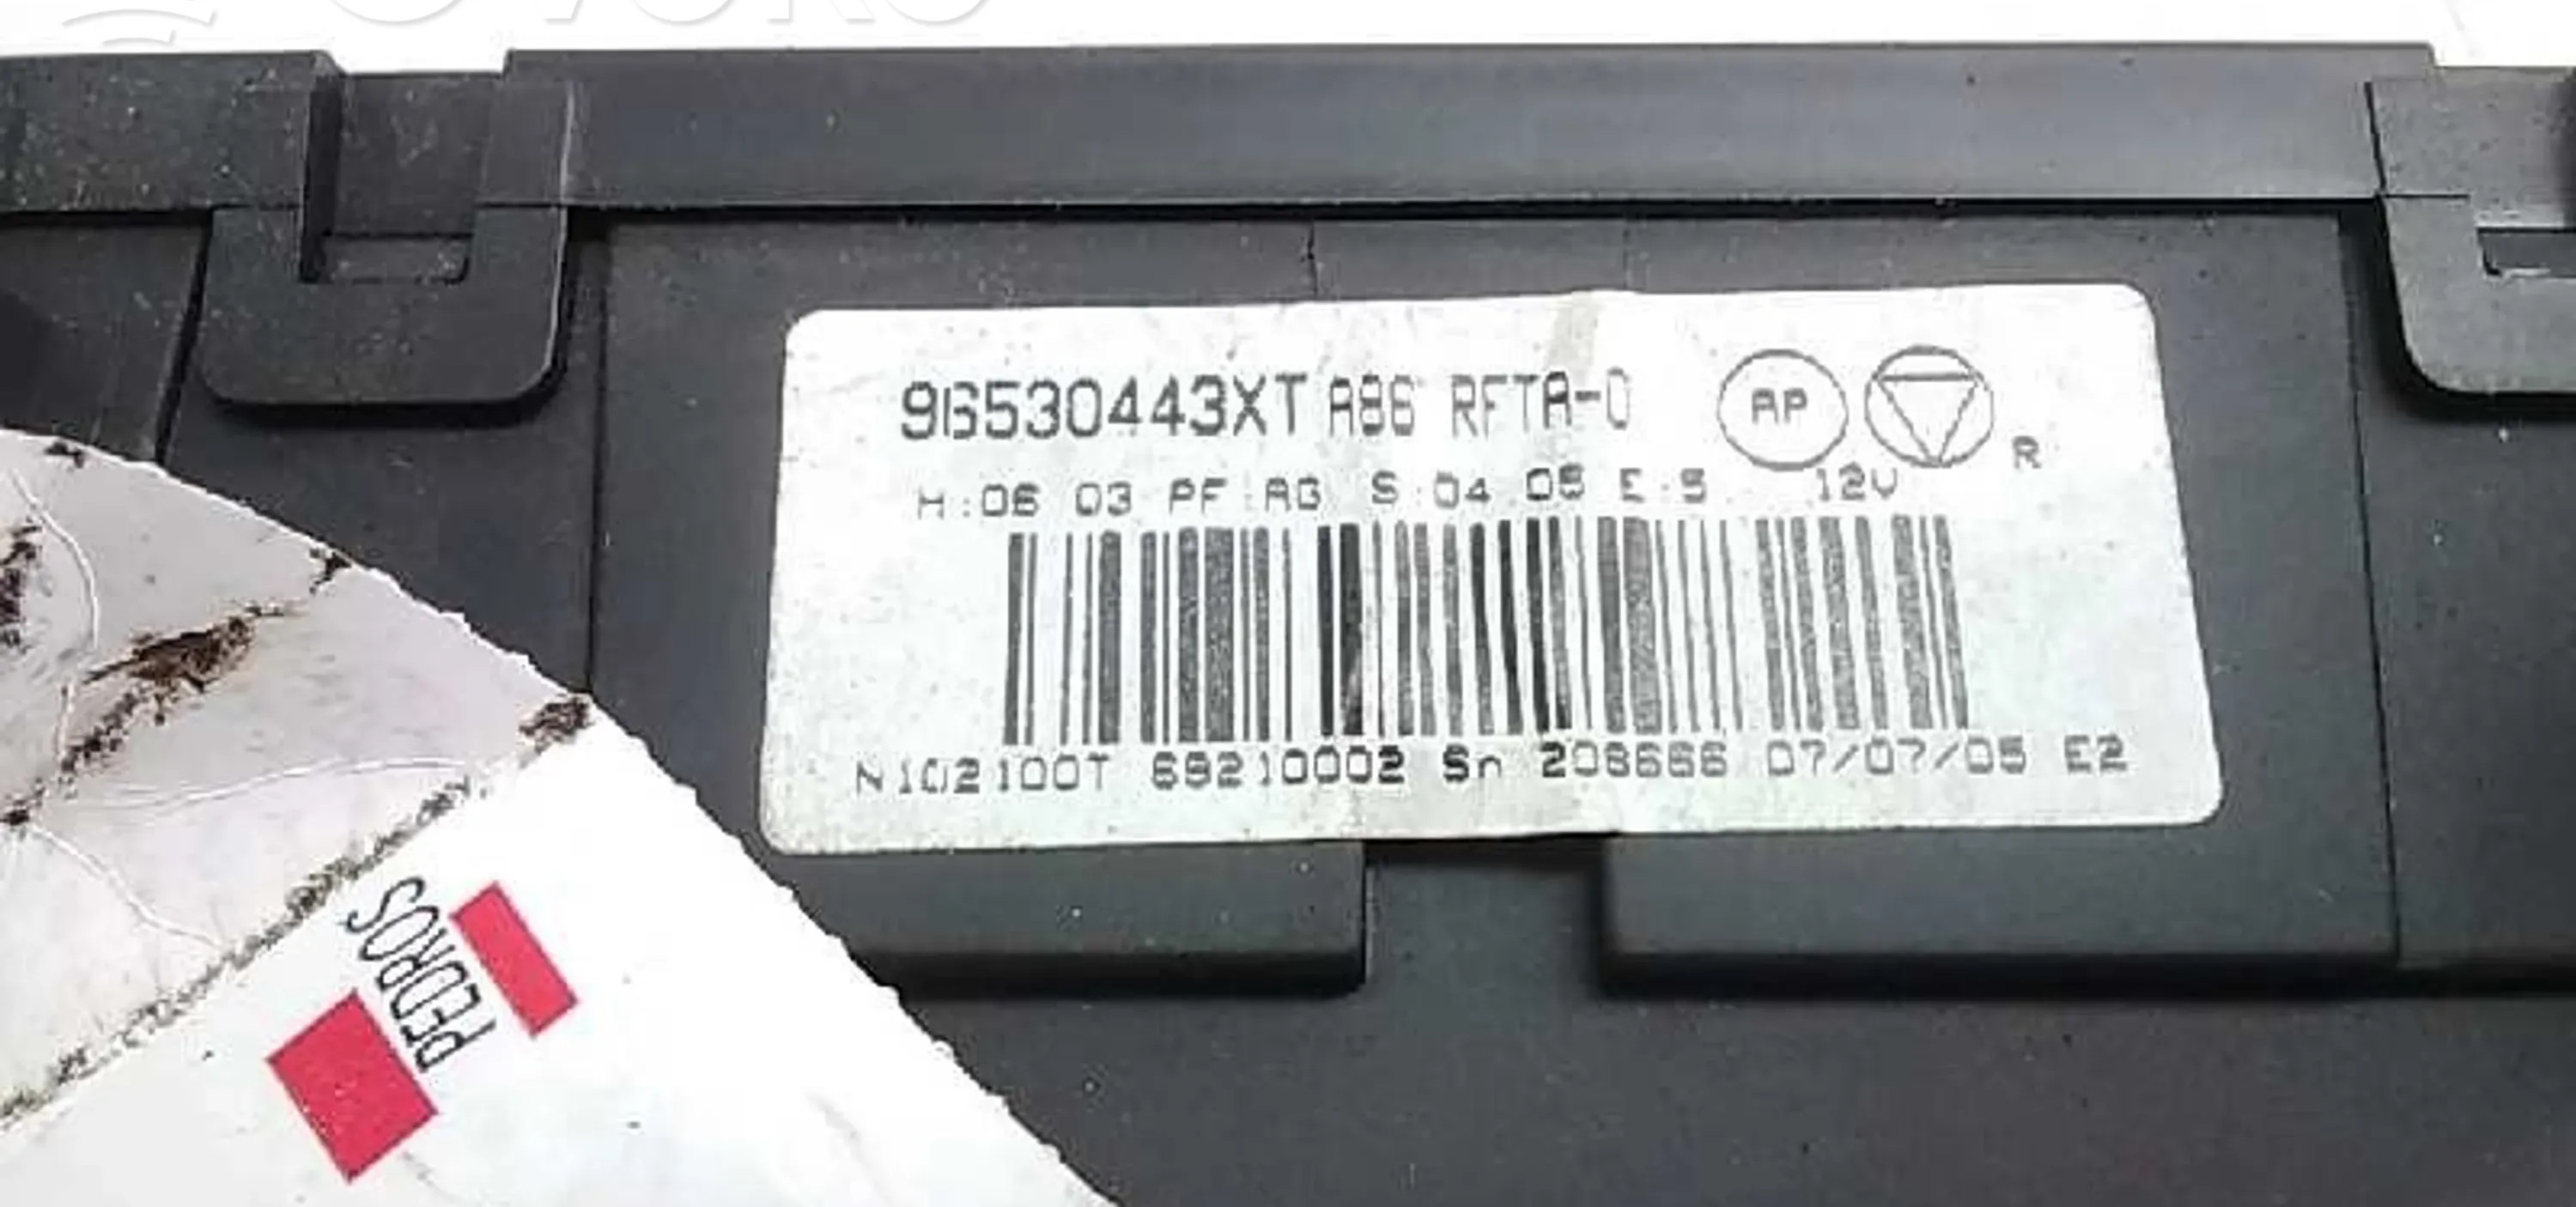 96530443XT A86 RFTA-0 AP R
H:06 03 PF:AG S:04 05 E:5 12V
N102100T 69210002 Sn 208666 07/07/05 E2
PEDROS